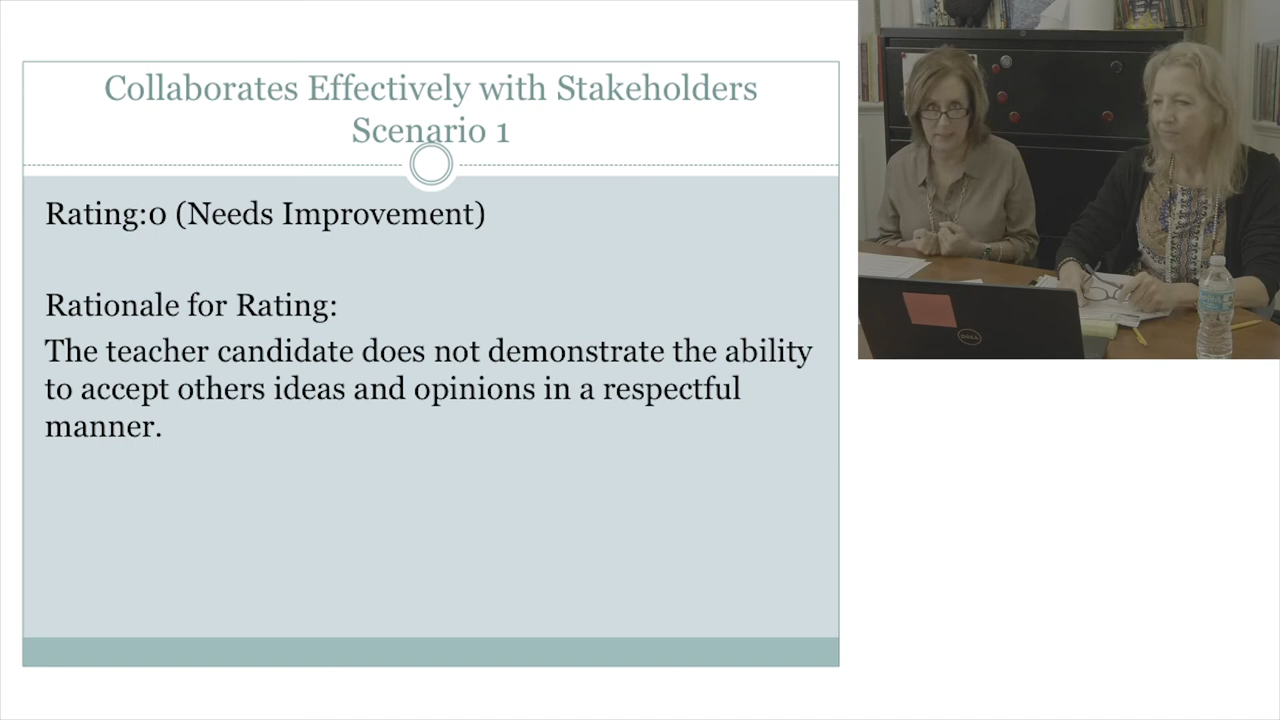 Collaborates Effectively with Stakeholders
Scenario 1
Rating:0 (Needs Improvement)
Rationale for Rating:
The teacher candidate does not demonstrate the ability
to accept others ideas and opinions in a respectful
manner.
DELL